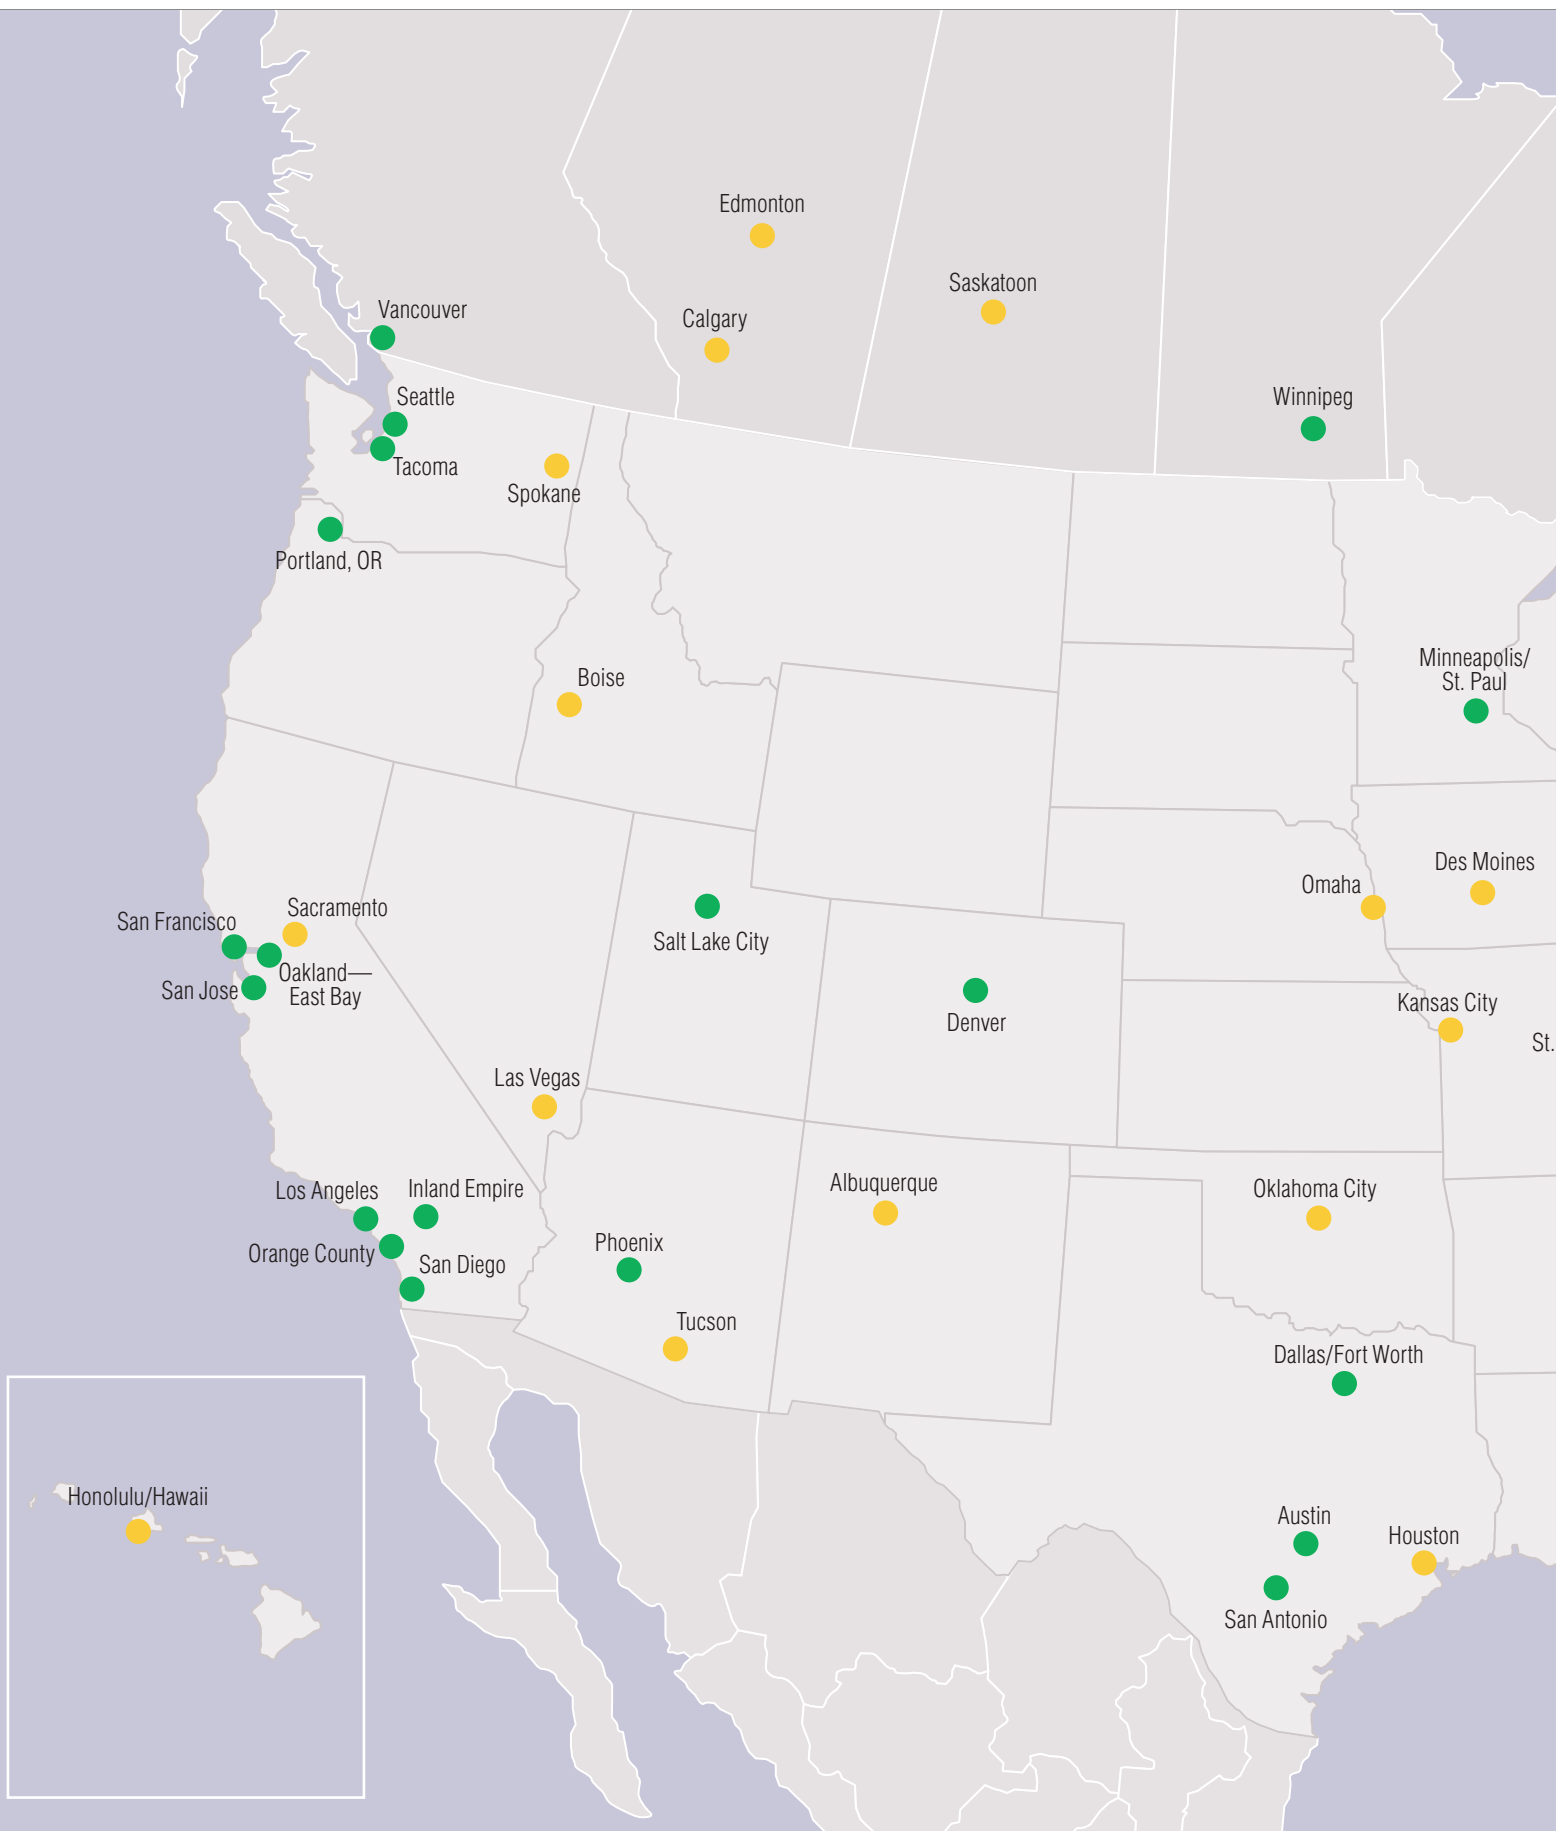 Edmonton
Saskatoon
Vancouver
Calgary
Seattle
Winnipeg
Tacoma
Spokane
Portland, OR
Minneapolis/
St. Paul
Boise
Des Moines
Omaha
Sacramento
San Francisco
Salt Lake City
Oakland—
East Bay
San Jose
Kansas City
Denver
St.
Las Vegas
Albuquerque
Los Angeles
Inland Empire
Oklahoma City
Phoenix
Orange County
San Diego
Tucson
Dallas/Fort Worth
Honolulu/Hawaii
Austin
Houston
San Antonio